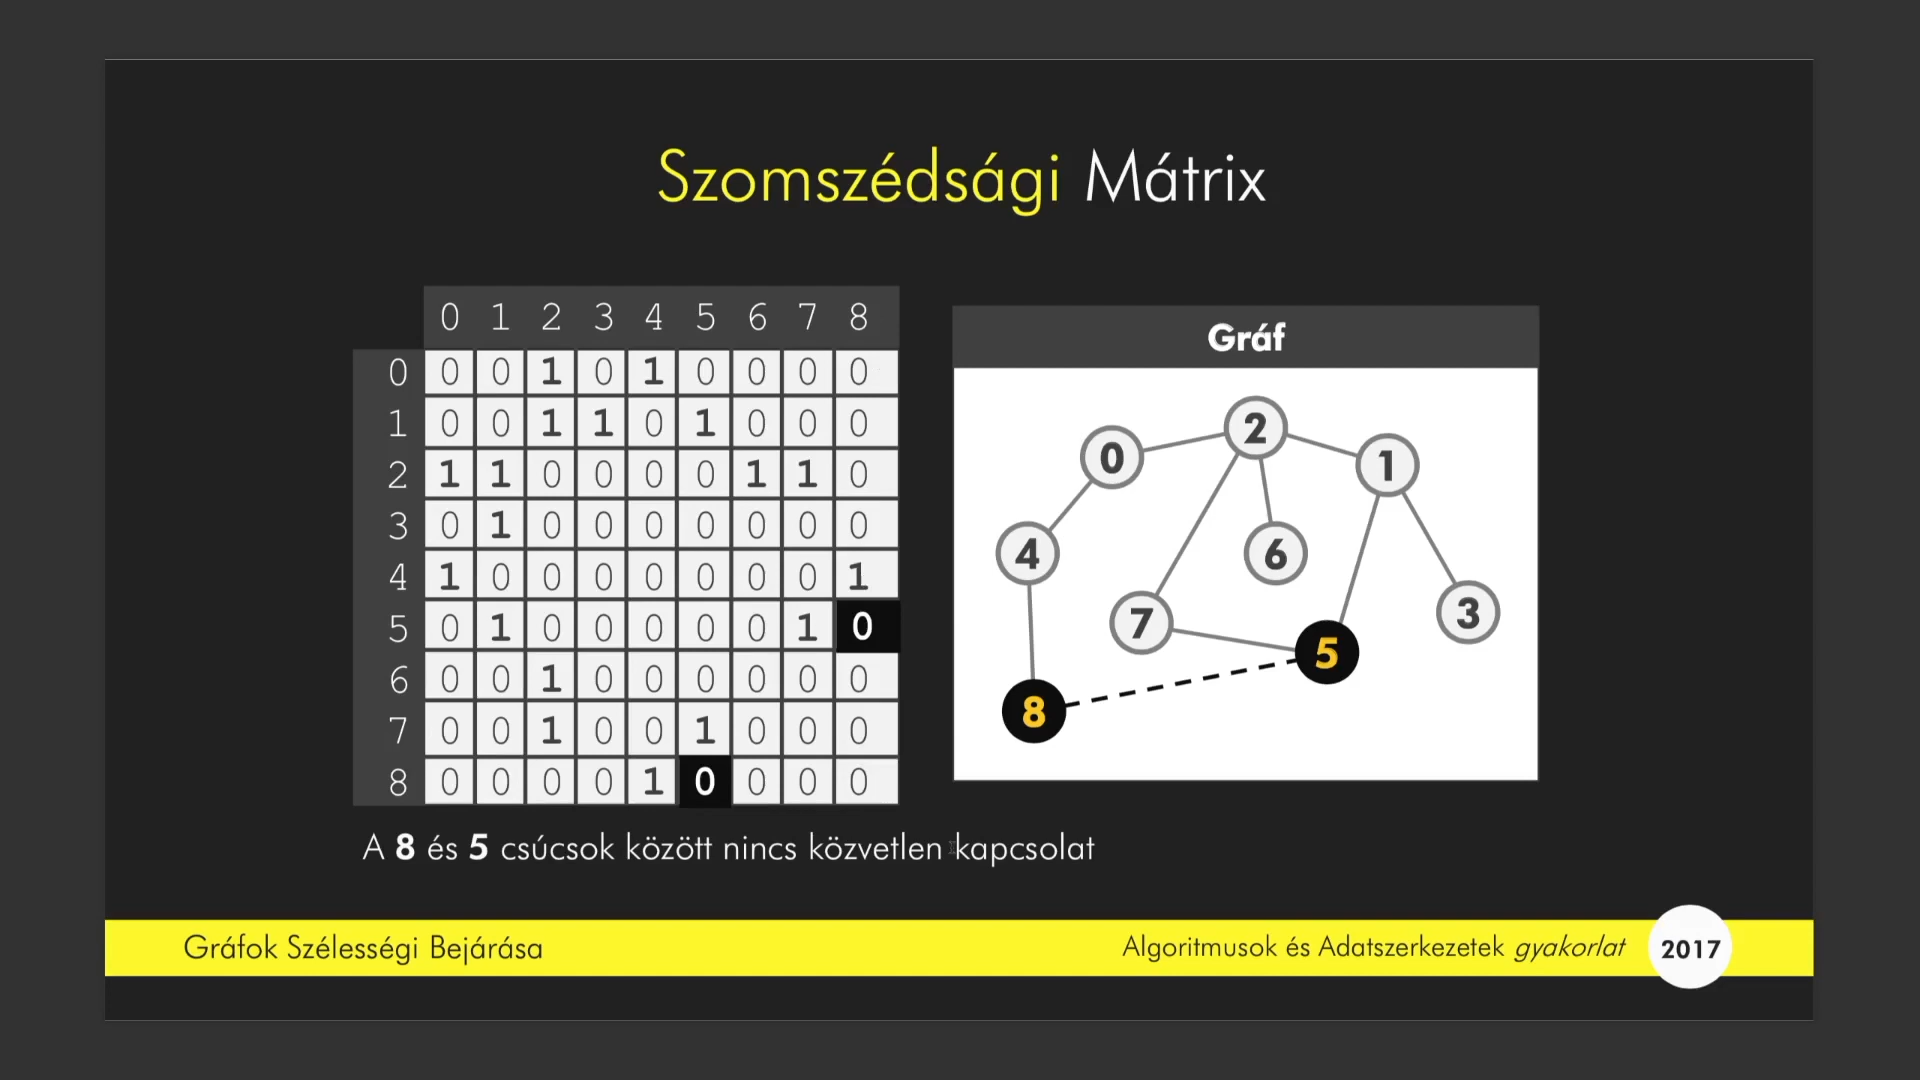 Szomszédsági Mátrix
0 1 2 3 4 5 6 7 8
0 0 0 1 0 1 0 0 0 0
1 0 0 1 1 0 1 0 0 0
2 1 1 0 0 0 0 1 1 0
3 0 1 0 0 0 0 0 0 0
4 1 0 0 0 0 0 0 0 1
5 0 1 0 0 0 0 0 1 0
6 0 0 1 0 0 0 0 0 0
7 0 0 1 0 0 1 0 0 0
8 0 0 0 0 1 0 0 0 0
Gráf
2
0
1
4
6
3
7
5
8
A 8 és 5 csúcsok között nincs közvetlen kapcsolat
Gráfok Szélességi Bejárása
Algoritmusok és Adatszerkezetek gyakorlat
2017